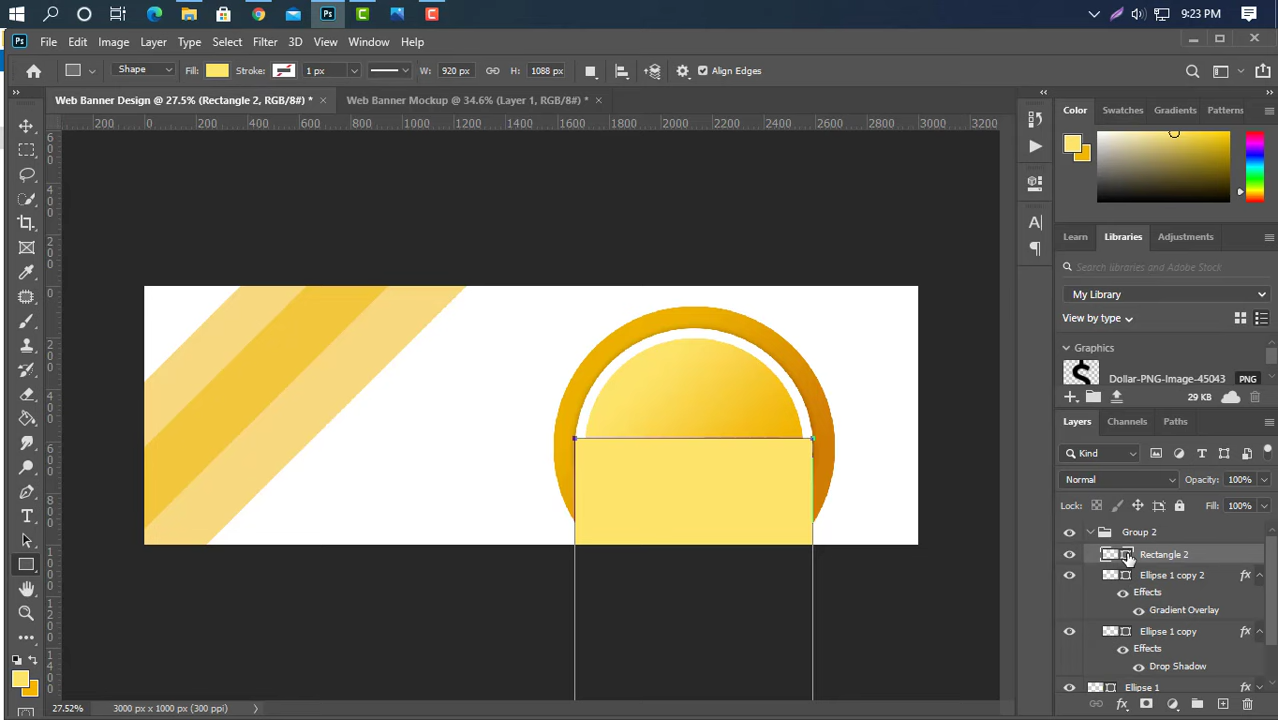 9:23 PM
Ps
File Edit Image Layer Type Select Filter 3D View Window Help
Shape Fill: Stroke: 1 px W: 920 px H: 1088 px Align Edges
Web Banner Design @ 27.5% (Rectangle 2, RGB/8#) * × Web Banner Mockup @ 34.6% (Layer 1, RGB/8#) * ×
200 0 200 400 600 800 1000 1200 1400 1600 1800 2000 2200 2400 2600 2800 3000 3200
Color Swatches Gradients Patterns
Learn Libraries Adjustments
Search libraries and Adobe Stock
My Library
View by type
Graphics
Dollar-PNG-Image-45043 PNG
29 KB
Layers Channels Paths
Kind
Normal Opacity: 100%
Lock: Fill: 100%
Group 2
Rectangle 2
Ellipse 1 copy 2 fx
Effects
Gradient Overlay
Ellipse 1 copy fx
Effects
Drop Shadow
Ellipse 1 fx
27.52% 3000 px x 1000 px (300 ppi)